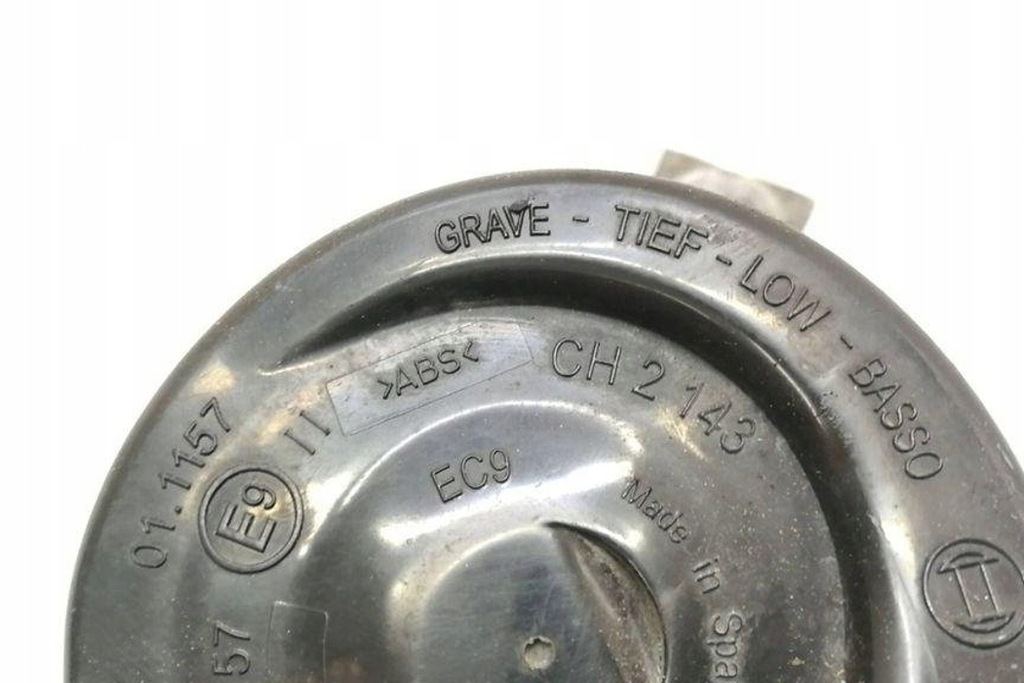 GRAVE - TIEF - LOW - BASSO
>ABS<
CH 2 143
II
01.1157
E9
EC9
Made in Spa
57